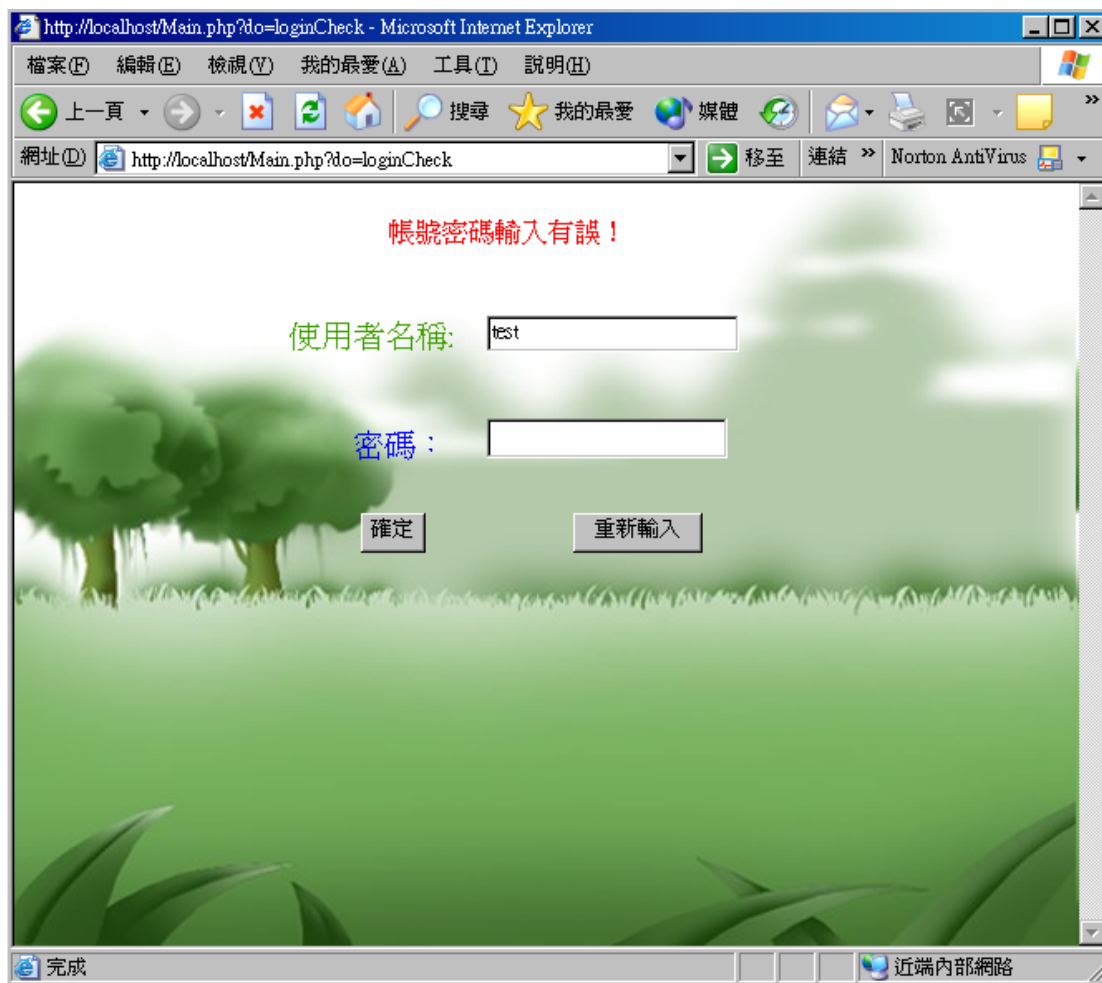 http://localhost/Main.php?do=loginCheck - Microsoft Internet Explorer
檔案(F) 編輯(E) 檢視(V) 我的最愛(A) 工具(T) 說明(H)
上一頁 搜尋 我的最愛 媒體 »
網址(D) http://localhost/Main.php?do=loginCheck 移至 連結 » Norton AntiVirus
帳號密碼輸入有誤！
使用者名稱: test
密碼：
確定 重新輸入
完成 近端內部網路